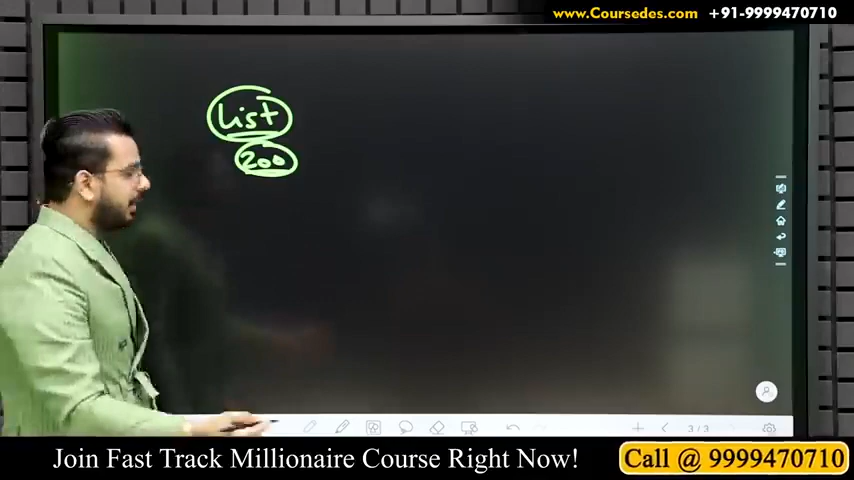 www.Coursedes.com +91-9999470710
List
200
3/3
Join Fast Track Millionaire Course Right Now!
Call @ 9999470710